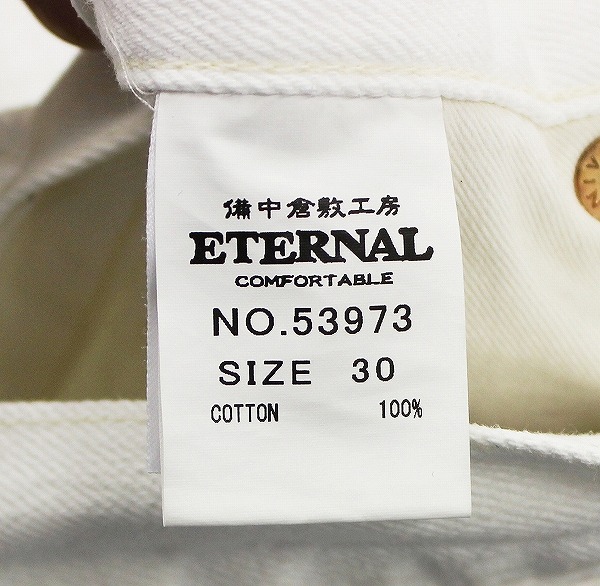 備中倉敷工房
ETERNAL
COMFORTABLE
NO.53973
SIZE 30
COTTON 100%